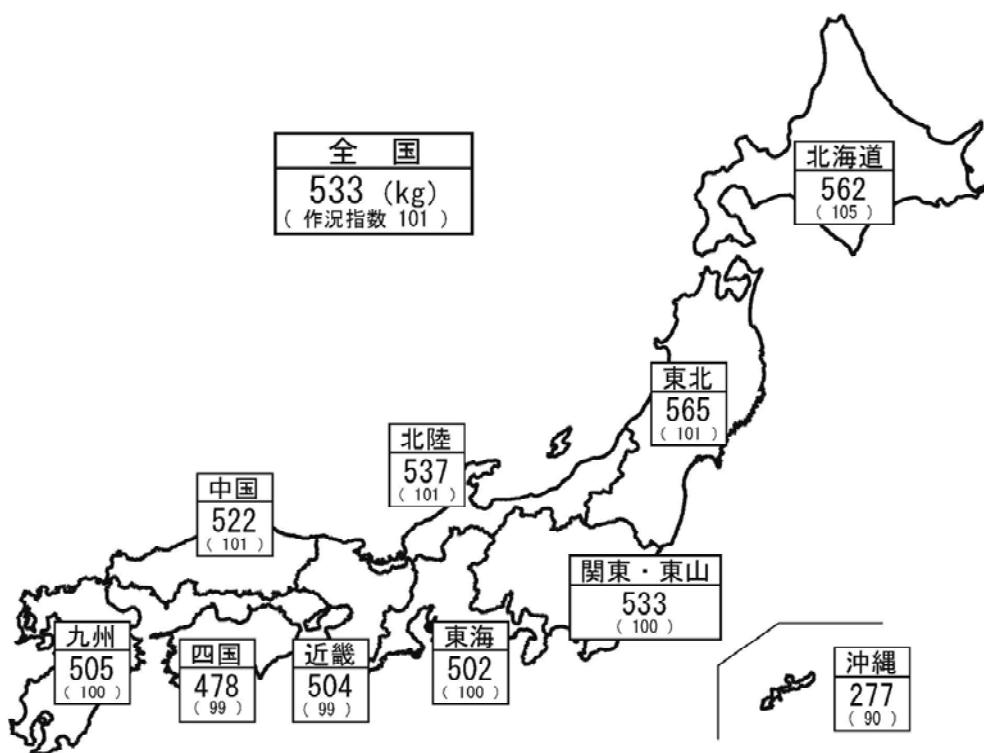 全 国
533 (kg)
( 作況指数 101 )
北海道
562
( 105 )
東北
565
( 101 )
北陸
537
( 101 )
中国
522
( 101 )
関東・東山
533
( 100 )
九州
505
( 100 )
四国
478
( 99 )
近畿
504
( 99 )
東海
502
( 100 )
沖縄
277
( 90 )